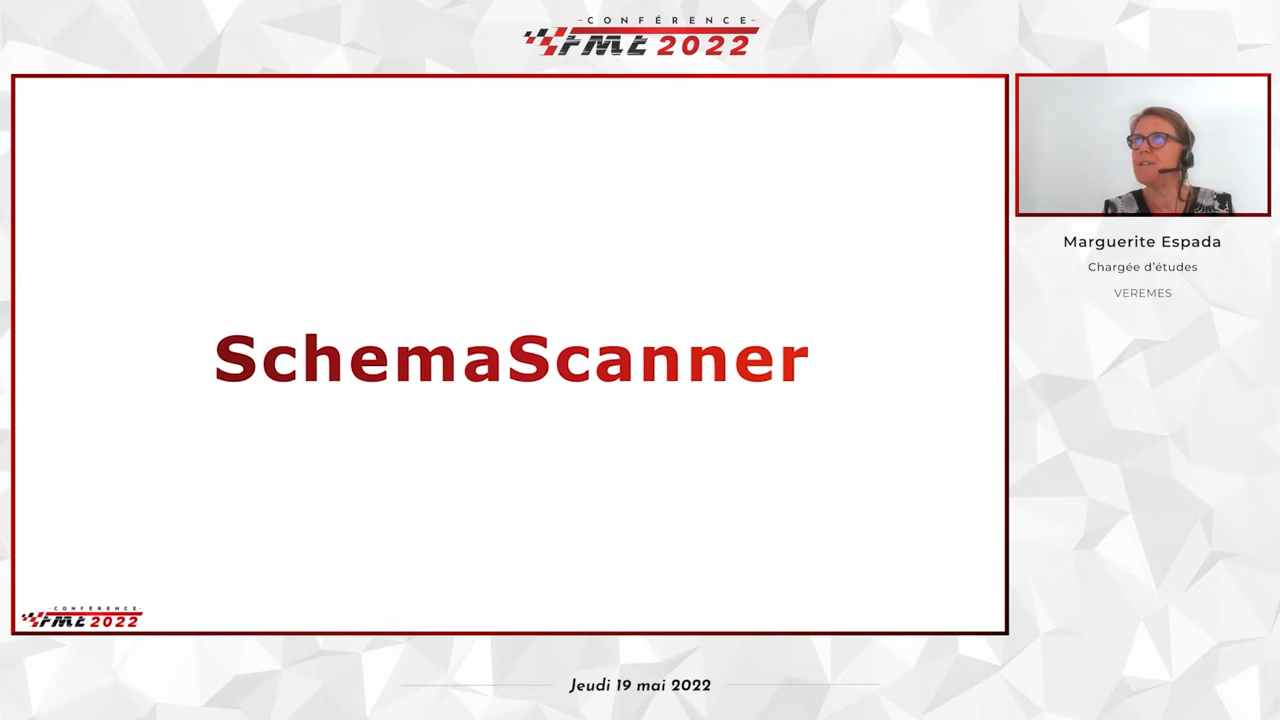 CONFÉRENCE
FME 2022
Marguerite Espada
Chargée d'études
VEREMES
SchemaScanner
CONFÉRENCE
FME 2022
Jeudi 19 mai 2022